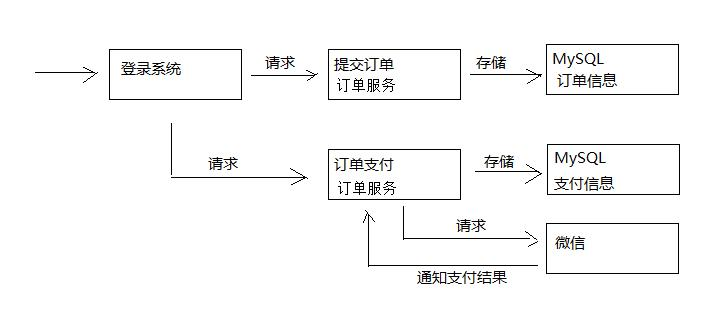 登录系统
请求
提交订单
订单服务
存储
MySQL
订单信息
请求
订单支付
订单服务
存储
MySQL
支付信息
请求
微信
通知支付结果